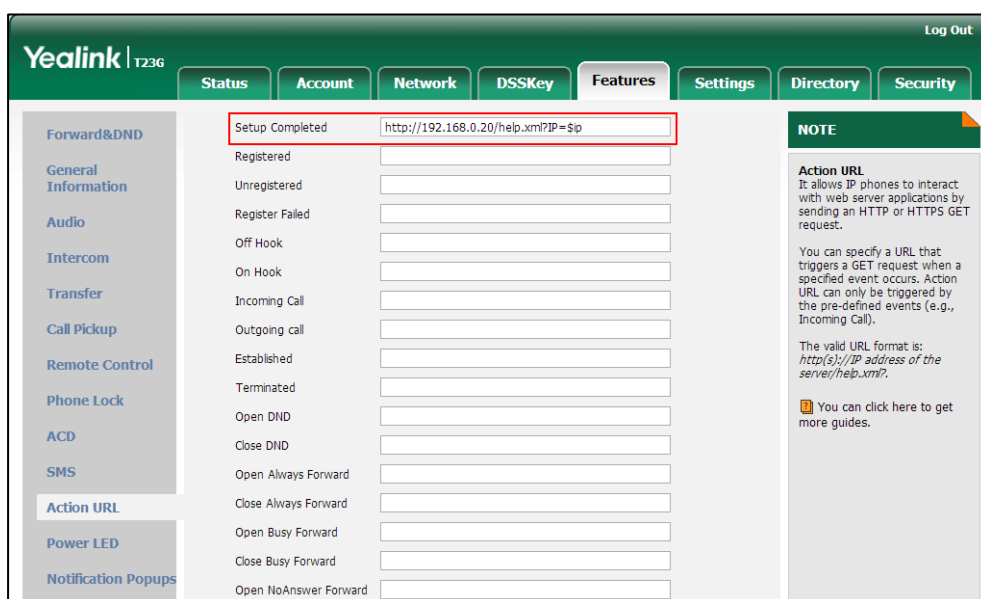 Log Out
Yealink T23G
Status Account Network DSSKey Features Settings Directory Security
Forward&DND
General
Information
Audio
Intercom
Transfer
Call Pickup
Remote Control
Phone Lock
ACD
SMS
Action URL
Power LED
Notification Popups
Setup Completed http://192.168.0.20/help.xml?IP=$ip
Registered
Unregistered
Register Failed
Off Hook
On Hook
Incoming Call
Outgoing call
Established
Terminated
Open DND
Close DND
Open Always Forward
Close Always Forward
Open Busy Forward
Close Busy Forward
Open NoAnswer Forward
NOTE
Action URL
It allows IP phones to interact
with web server applications by
sending an HTTP or HTTPS GET
request.
You can specify a URL that
triggers a GET request when a
specified event occurs. Action
URL can only be triggered by
the pre-defined events (e.g.,
Incoming Call).
The valid URL format is:
http(s)://IP address of the
server/help.xml?.
You can click here to get
more guides.